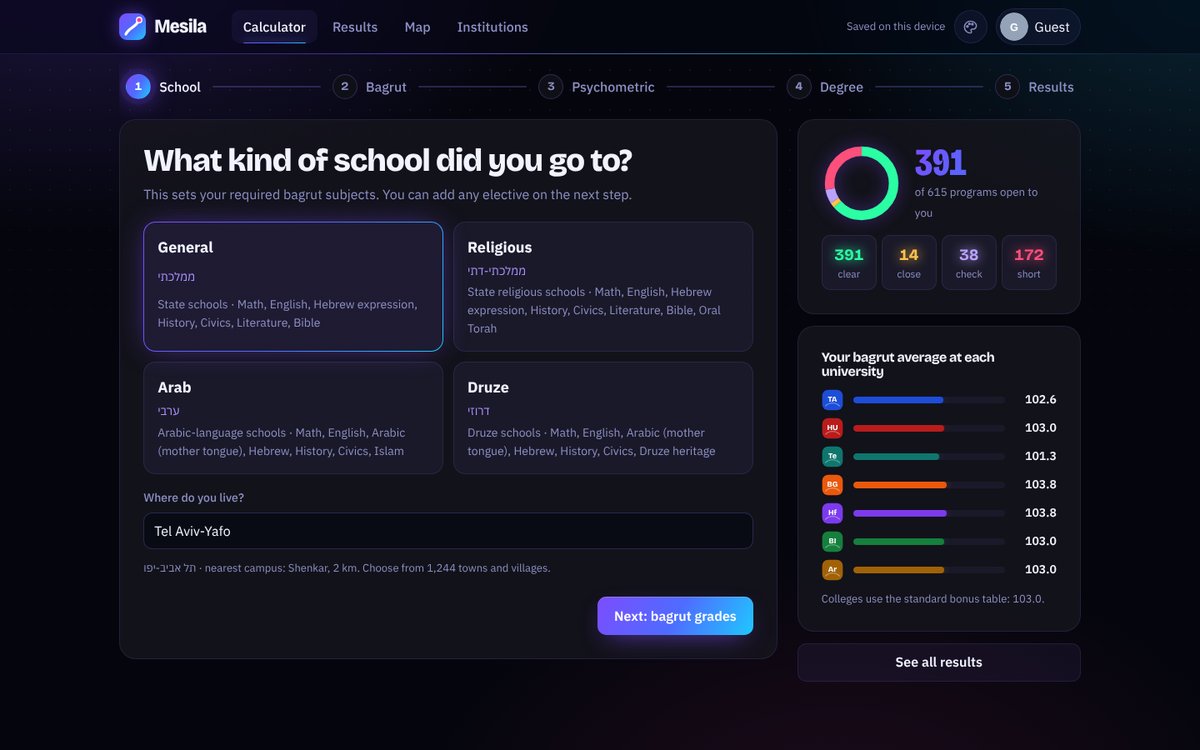 Mesila
Calculator
Results
Map
Institutions
Saved on this device
G
Guest
1
School
2
Bagrut
3
Psychometric
4
Degree
5
Results
What kind of school did you go to?
This sets your required bagrut subjects. You can add any elective on the next step.
General
ממלכתי
State schools · Math, English, Hebrew expression,
History, Civics, Literature, Bible
Religious
ממלכתי-דתי
State religious schools · Math, English, Hebrew
expression, History, Civics, Literature, Bible, Oral
Torah
Arab
ערבי
Arabic-language schools · Math, English, Arabic
(mother tongue), Hebrew, History, Civics, Islam
Druze
דרוזי
Druze schools · Math, English, Arabic (mother
tongue), Hebrew, History, Civics, Druze heritage
Where do you live?
Tel Aviv-Yafo
תל אביב-יפו · nearest campus: Shenkar, 2 km. Choose from 1,244 towns and villages.
Next: bagrut grades
391
of 615 programs open to
you
391
clear
14
close
38
check
172
short
Your bagrut average at each
university
TA
102.6
HU
103.0
Te
101.3
BG
103.8
Hf
103.8
BI
103.0
Ar
103.0
Colleges use the standard bonus table: 103.0.
See all results